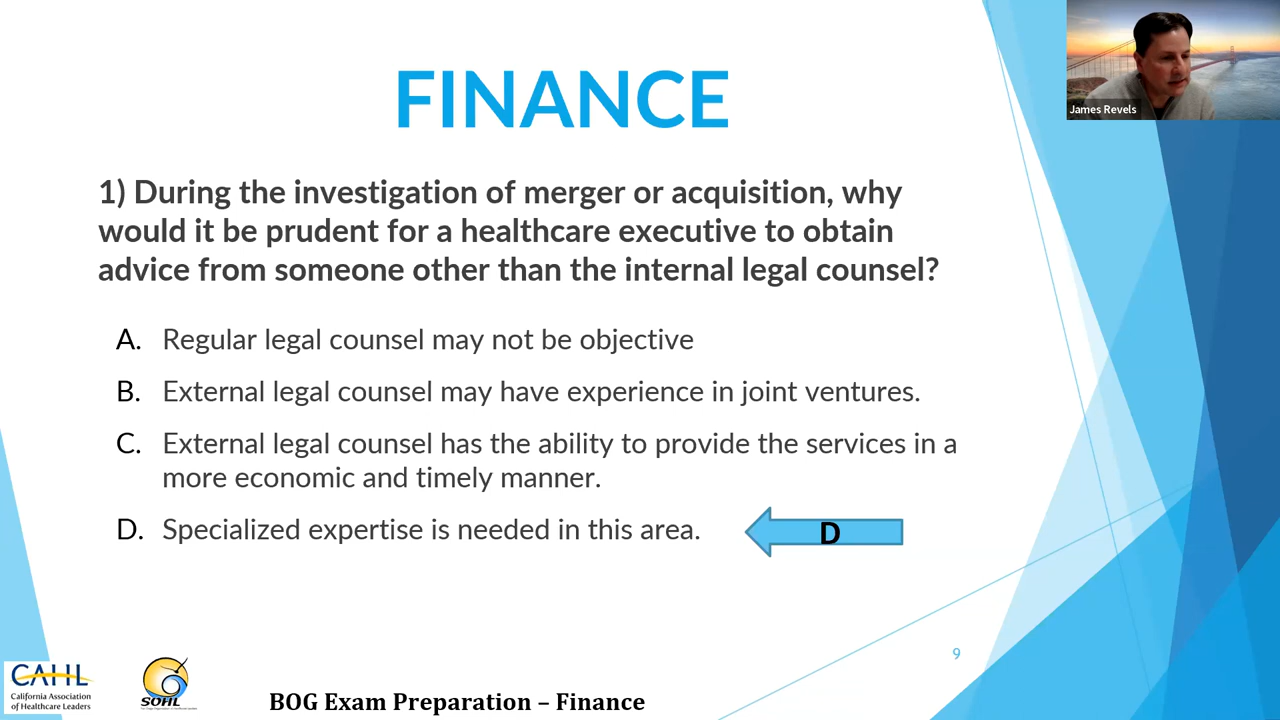 FINANCE
James Revels
1) During the investigation of merger or acquisition, why
would it be prudent for a healthcare executive to obtain
advice from someone other than the internal legal counsel?
A. Regular legal counsel may not be objective
B. External legal counsel may have experience in joint ventures.
C. External legal counsel has the ability to provide the services in a
more economic and timely manner.
D. Specialized expertise is needed in this area.
D
9
CAHL
California Association
of Healthcare Leaders
SOHL
BOG Exam Preparation – Finance